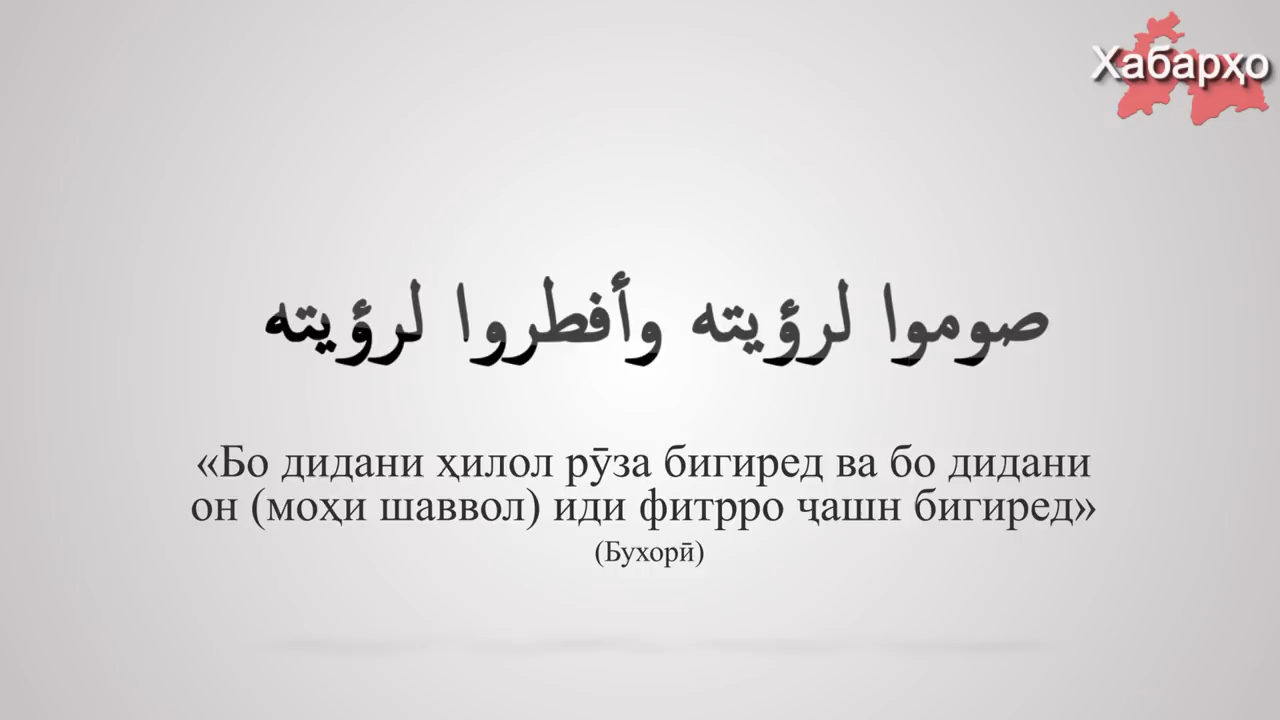 Хабарҳо
صوموا لرؤيته وأفطروا لرؤيته
«Бо дидани ҳилол рӯза бигиред ва бо дидани
он (моҳи шаввол) иди фитрро ҷашн бигиред»
(Бухорӣ)